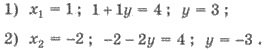 1) x₁ = 1 ; 1 + 1y = 4 ; y = 3 ;
2) x₂ = −2 ; −2 − 2y = 4 ; y = −3 .